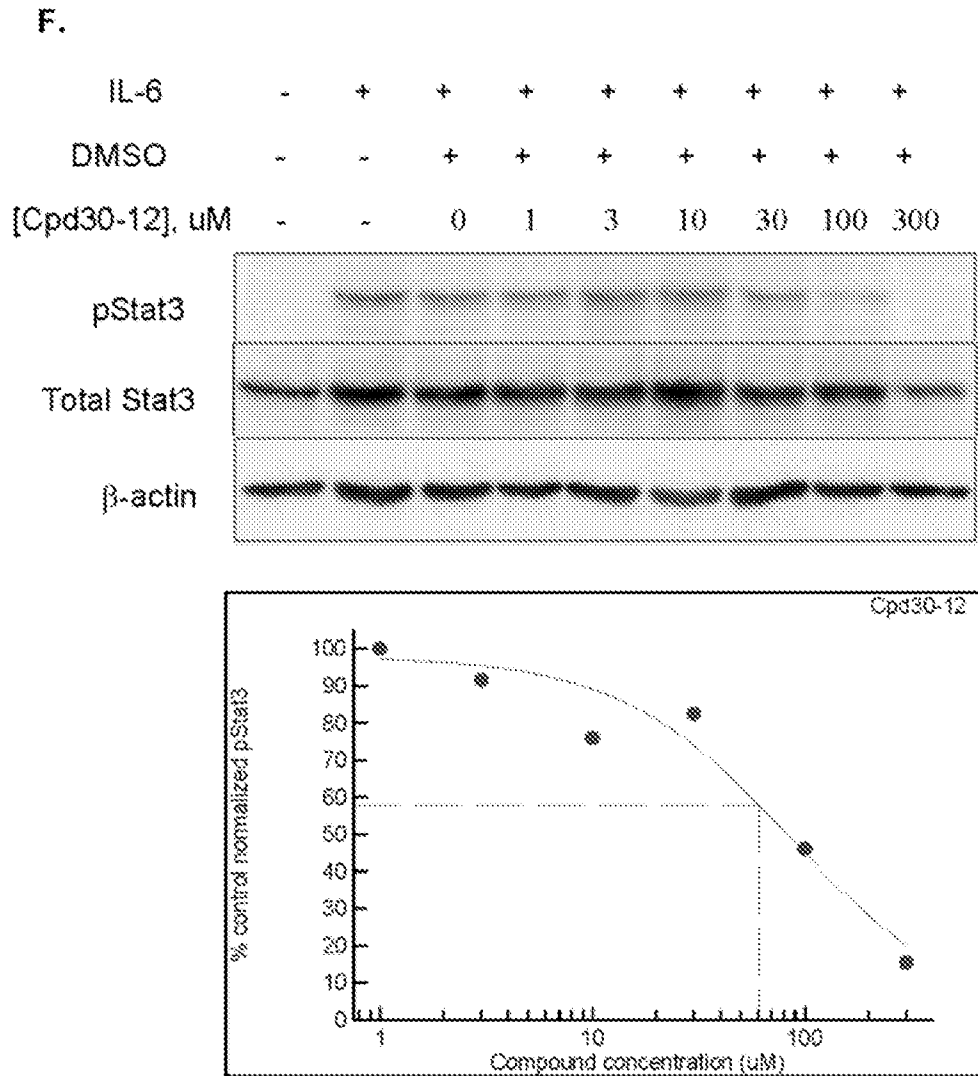 F.
IL-6 - + + + + + + + +
DMSO - - + + + + + + +
[Cpd30-12], uM - - 0 1 3 10 30 100 300
pStat3
Total Stat3
β-actin
Cpd30-12
% control normalized pStat3
100
90
80
70
60
50
40
30
20
10
0
1 10 100
Compound concentration (uM)